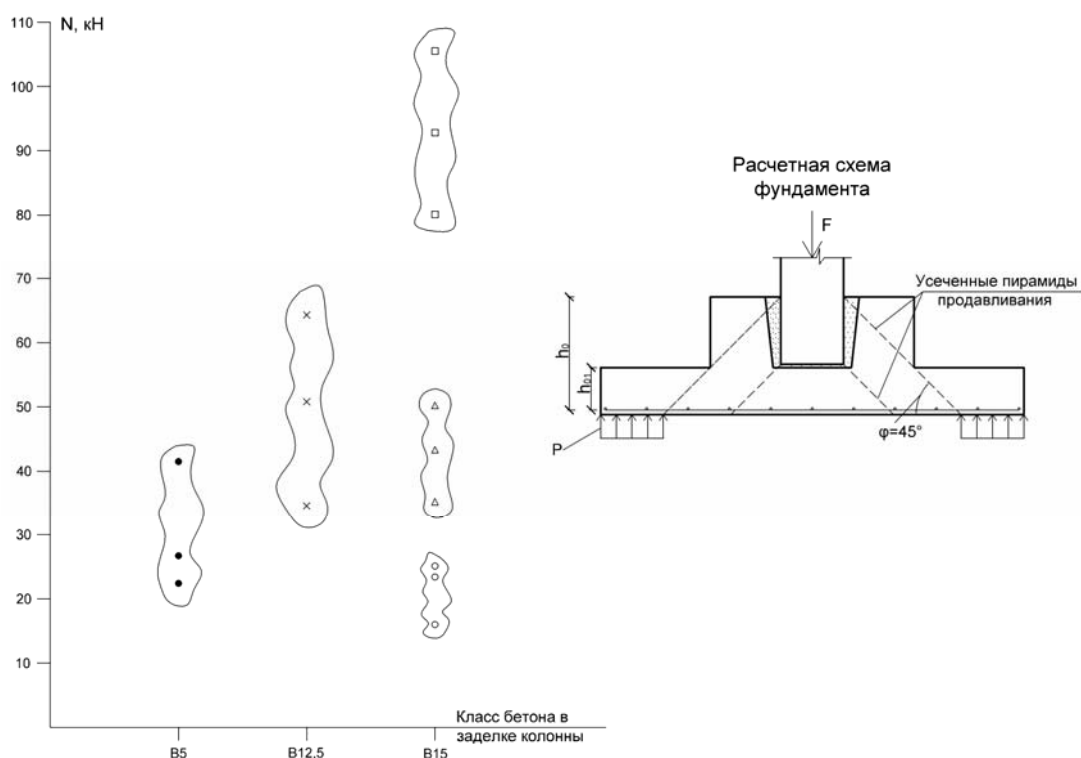 N, кН
110
100
90
80
70
60
50
40
30
20
10
B5
B12.5
B15
Класс бетона в
заделке колонны
Расчетная схема
фундамента
F
Усеченные пирамиды
продавливания
h₀
h₀₁
φ=45°
P